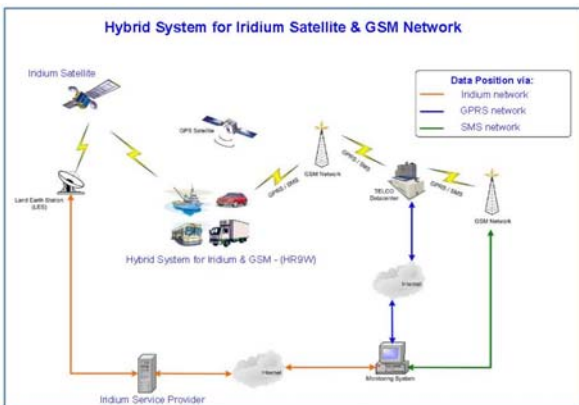 Hybrid System for Iridium Satellite & GSM Network
Iridium Satellite
Data Position via:
Iridium network
GPRS network
SMS network
GPS Satellite
GSM Network
GPRS / SMS
GPRS / SMS
GPRS / SMS
TELCO
Datacenter
GSM Network
Land Earth Station
(LES)
Hybrid System for Iridium & GSM - (HR9W)
Internet
Internet
Monitoring System
Iridium Service Provider